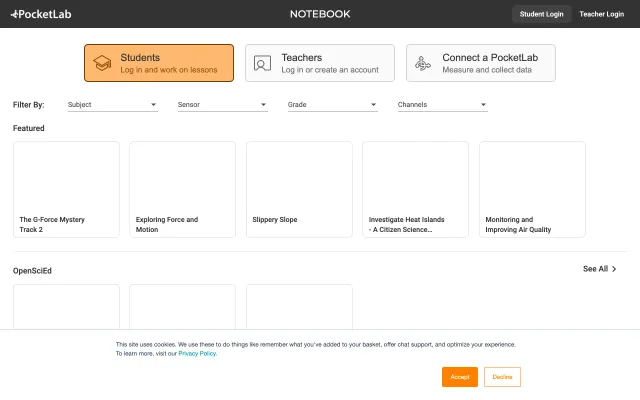 PocketLab
NOTEBOOK
Student Login
Teacher Login
Students
Log in and work on lessons
Teachers
Log in or create an account
Connect a PocketLab
Measure and collect data
Filter By:
Subject
Sensor
Grade
Channels
Featured
The G-Force Mystery
Track 2
Exploring Force and
Motion
Slippery Slope
Investigate Heat Islands
- A Citizen Science...
Monitoring and
Improving Air Quality
OpenSciEd
See All
This site uses cookies. We use these to do things like remember what you've added to your basket, offer chat support, and optimize your experience.
To learn more, visit our Privacy Policy.
Accept
Decline